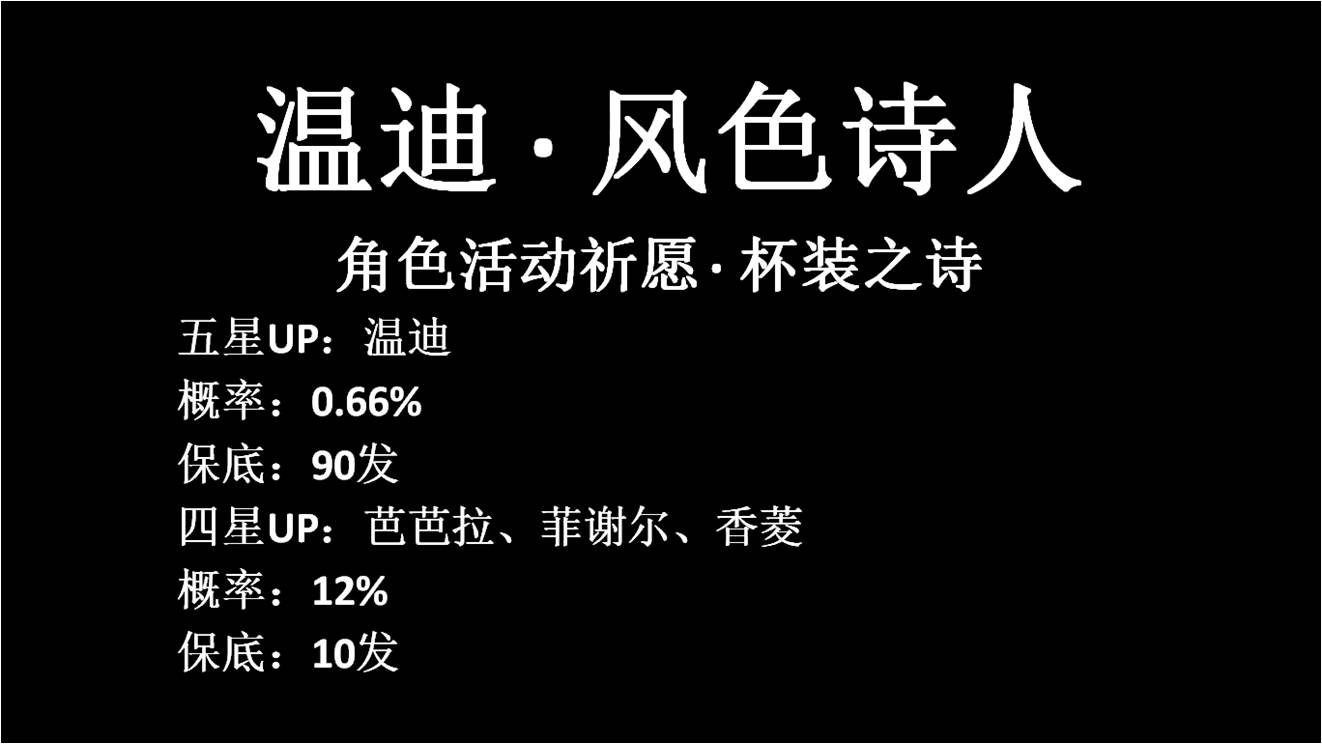 温迪·风色诗人
角色活动祈愿·杯装之诗
五星UP：温迪
概率：0.66%
保底：90发
四星UP：芭芭拉、菲谢尔、香菱
概率：12%
保底：10发